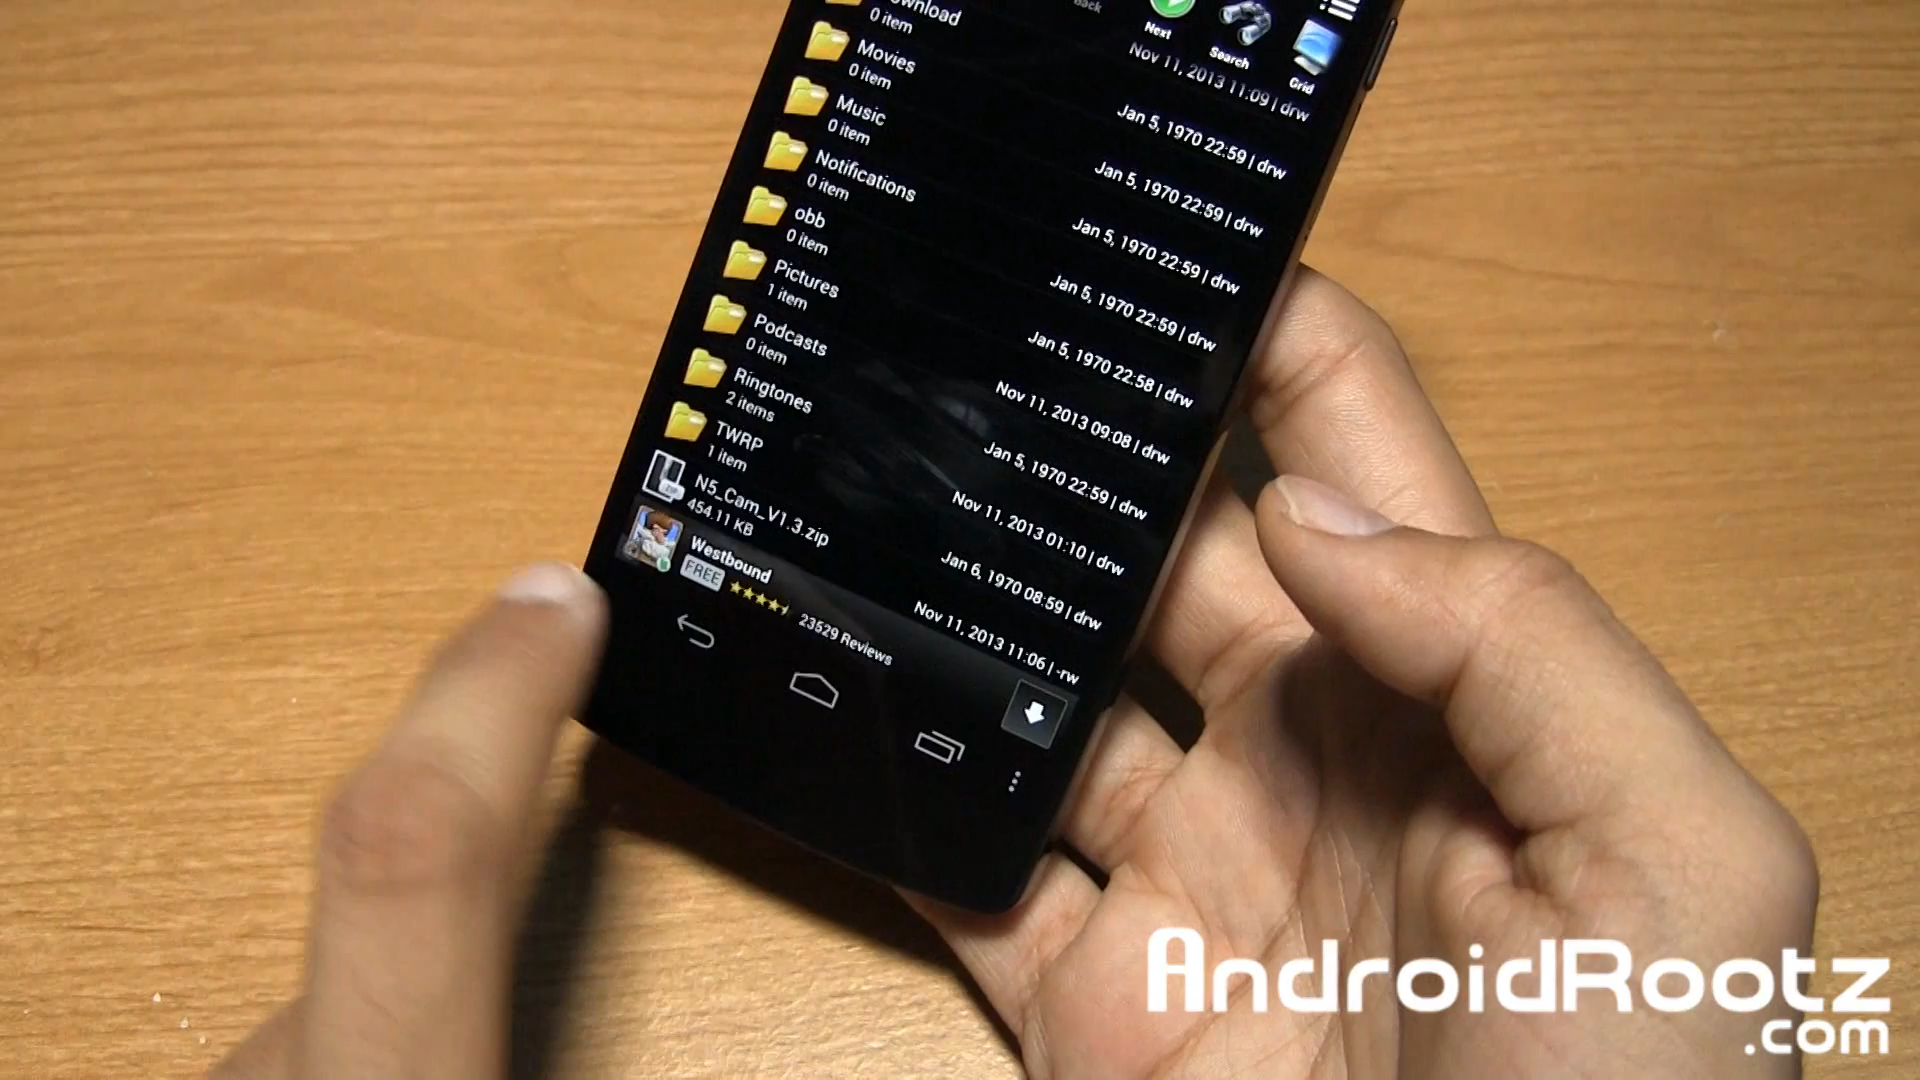 Back
Next
Search
Grid
0 item
Nov 11, 2013 11:09 | drw
Movies
0 item
Jan 5, 1970 22:59 | drw
Music
0 item
Jan 5, 1970 22:59 | drw
Notifications
0 item
Jan 5, 1970 22:59 | drw
obb
0 item
Jan 5, 1970 22:59 | drw
Pictures
1 item
Jan 5, 1970 22:58 | drw
Podcasts
0 item
Nov 11, 2013 09:08 | drw
Ringtones
2 items
Jan 5, 1970 22:59 | drw
TWRP
1 item
Nov 11, 2013 01:10 | drw
N5_Cam_V1.3.zip
454.11 KB
Jan 6, 1970 08:59 | drw
Nov 11, 2013 11:06 | -rw
Westbound
FREE
23529 Reviews
AndroidRootz
.com